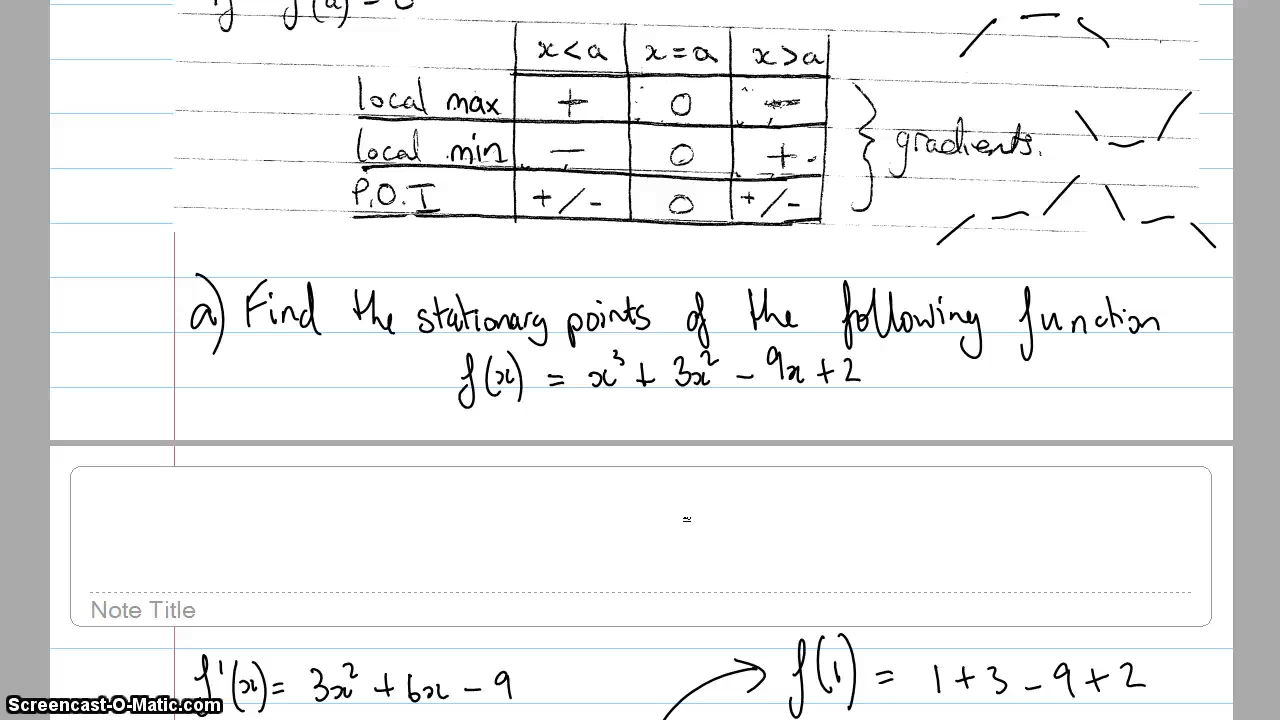 x < a x = a x > a
local max + 0 -
local min - 0 +
P.O.I +/- 0 +/-
gradients.
a) Find the stationary points of the following function
f(x) = x³ + 3x² - 9x + 2
Note Title
f'(x) = 3x² + 6x - 9
f(1) = 1 + 3 - 9 + 2
Screencast-O-Matic.com